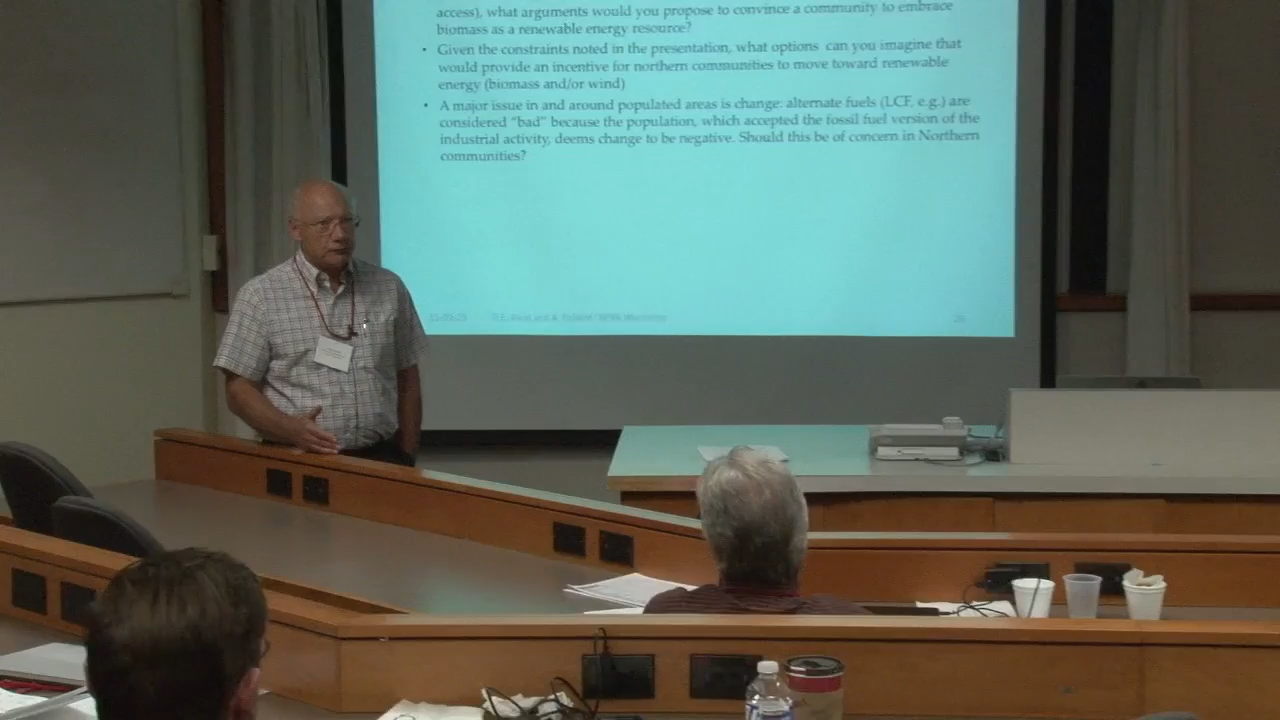 access), what arguments would you propose to convince a community to embrace
biomass as a renewable energy resource?
• Given the constraints noted in the presentation, what options can you imagine that
would provide an incentive for northern communities to move toward renewable
energy (biomass and/or wind)
• A major issue in and around populated areas is change: alternate fuels (LCF, e.g.) are
considered "bad" because the population, which accepted the fossil fuel version of the
industrial activity, deems change to be negative. Should this be of concern in Northern
communities?